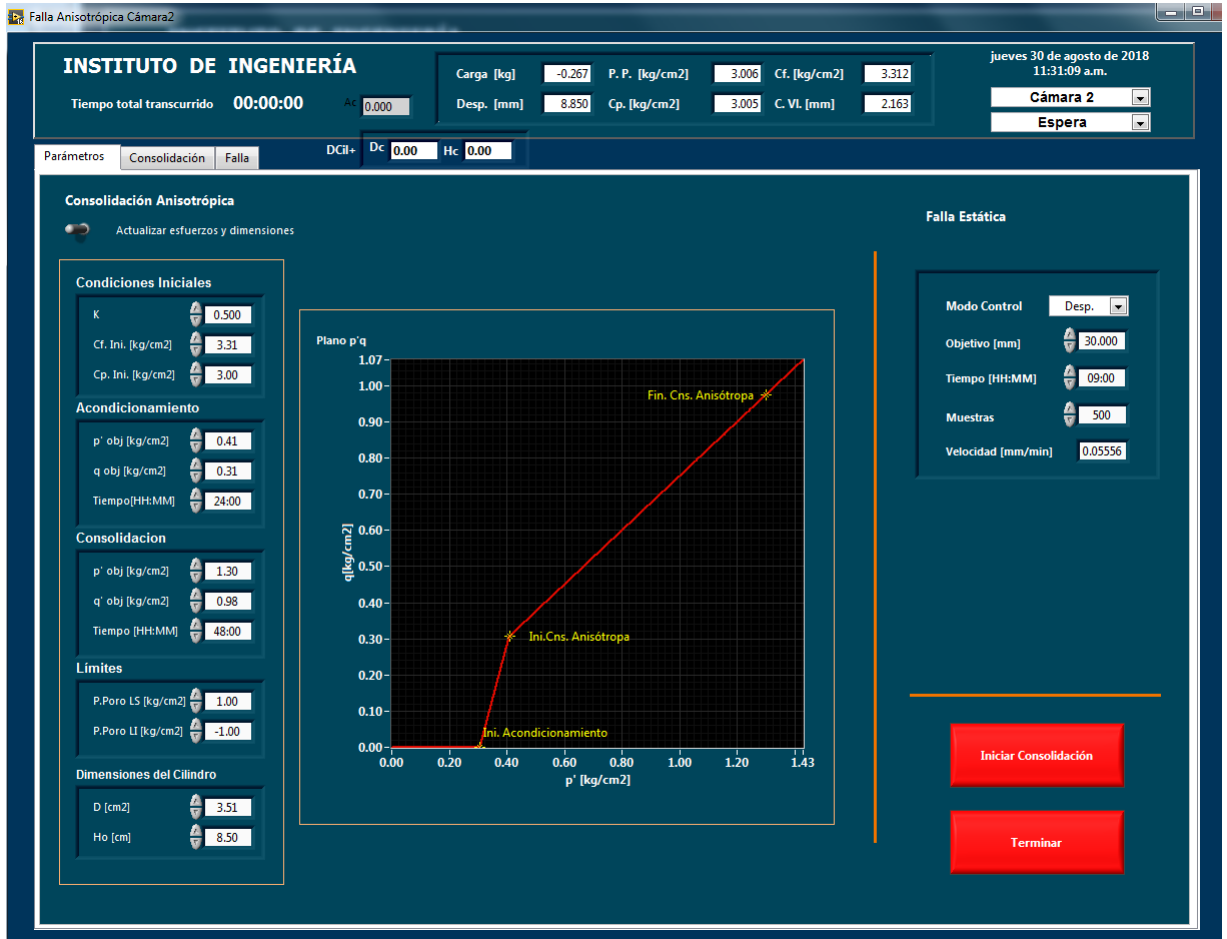 Falla Anisotrópica Cámara2
INSTITUTO DE INGENIERÍA
Tiempo total transcurrido 00:00:00 Ac 0.000
Carga [kg] -0.267 P. P. [kg/cm2] 3.006 Cf. [kg/cm2] 3.312
Desp. [mm] 8.850 Cp. [kg/cm2] 3.005 C. Vl. [mm] 2.163
jueves 30 de agosto de 2018
11:31:09 a.m.
Cámara 2
Espera
DCil+ Dc 0.00 Hc 0.00
Parámetros Consolidación Falla
Consolidación Anisotrópica
Actualizar esfuerzos y dimensiones
Condiciones Iniciales
K 0.500
Cf. Ini. [kg/cm2] 3.31
Cp. Ini. [kg/cm2] 3.00
Acondicionamiento
p' obj [kg/cm2] 0.41
q obj [kg/cm2] 0.31
Tiempo[HH:MM] 24:00
Consolidacion
p' obj [kg/cm2] 1.30
q' obj [kg/cm2] 0.98
Tiempo [HH:MM] 48:00
Límites
P.Poro LS [kg/cm2] 1.00
P.Poro LI [kg/cm2] -1.00
Dimensiones del Cilindro
D [cm2] 3.51
Ho [cm] 8.50
Plano p'q
1.07
1.00
Fin. Cns. Anisótropa
0.90
0.80
0.70
0.60
q[kg/cm2]
0.50
0.40
0.30
Ini.Cns. Anisótropa
0.20
0.10
Ini. Acondicionamiento
0.00
0.00 0.20 0.40 0.60 0.80 1.00 1.20 1.43
p' [kg/cm2]
Falla Estática
Modo Control Desp.
Objetivo [mm] 30.000
Tiempo [HH:MM] 09:00
Muestras 500
Velocidad [mm/min] 0.05556
Iniciar Consolidación
Terminar